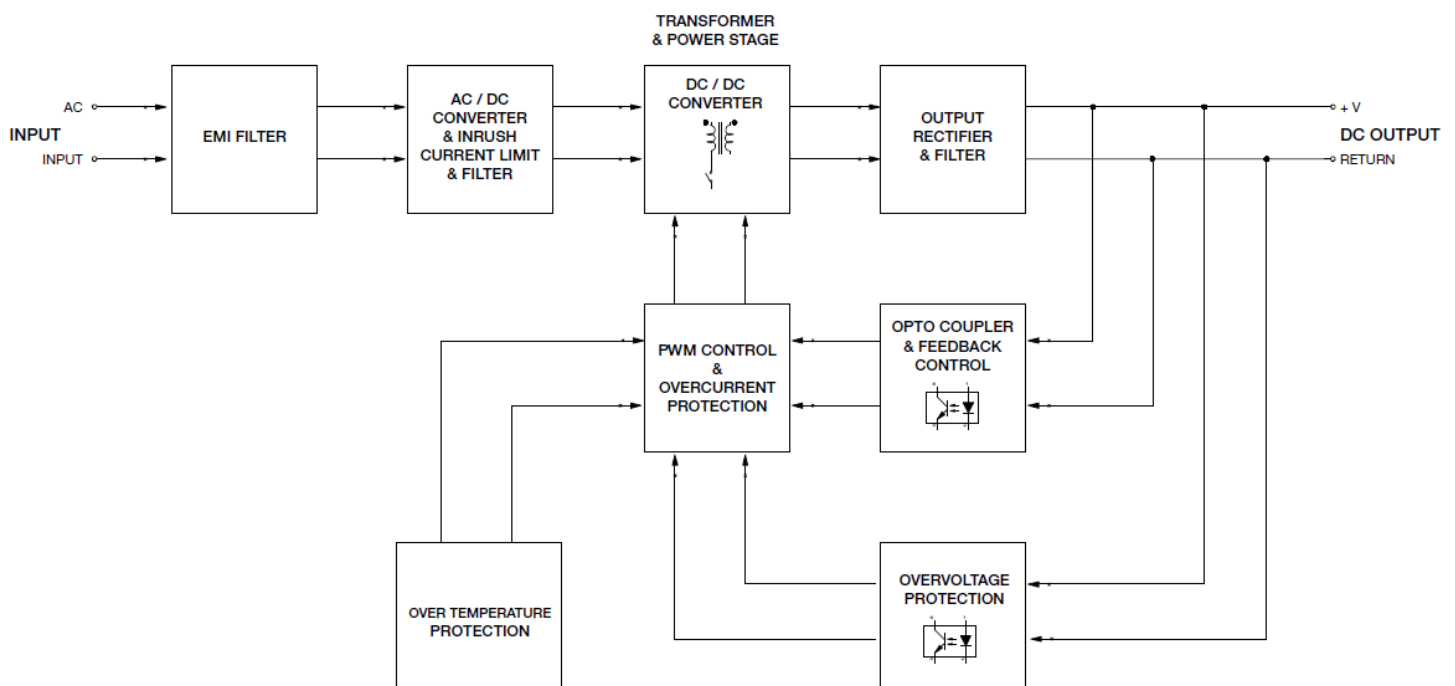 TRANSFORMER
& POWER STAGE
AC
INPUT
INPUT
EMI FILTER
AC / DC
CONVERTER
& INRUSH
CURRENT LIMIT
& FILTER
DC / DC
CONVERTER
OUTPUT
RECTIFIER
& FILTER
+ V
DC OUTPUT
RETURN
PWM CONTROL
&
OVERCURRENT
PROTECTION
OPTO COUPLER
& FEEDBACK
CONTROL
OVER TEMPERATURE
PROTECTION
OVERVOLTAGE
PROTECTION